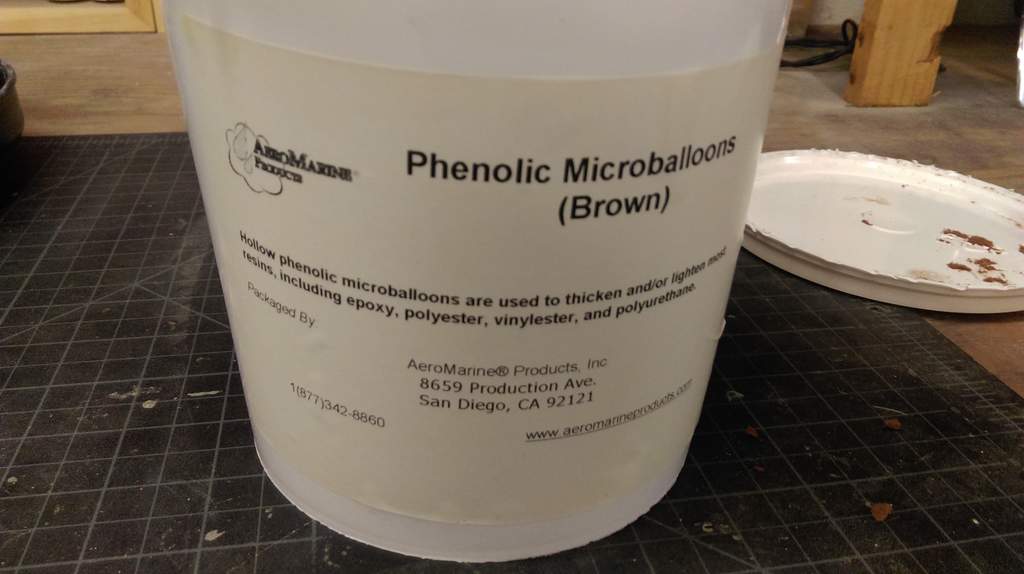 AEROMARINE®
PRODUCTS
Phenolic Microballoons
(Brown)
Hollow phenolic microballoons are used to thicken and/or lighten most
resins, including epoxy, polyester, vinylester, and polyurethane.
Packaged By:
AeroMarine® Products, Inc
8659 Production Ave.
San Diego, CA 92121
1(877)342-8860
www.aeromarineproducts.com